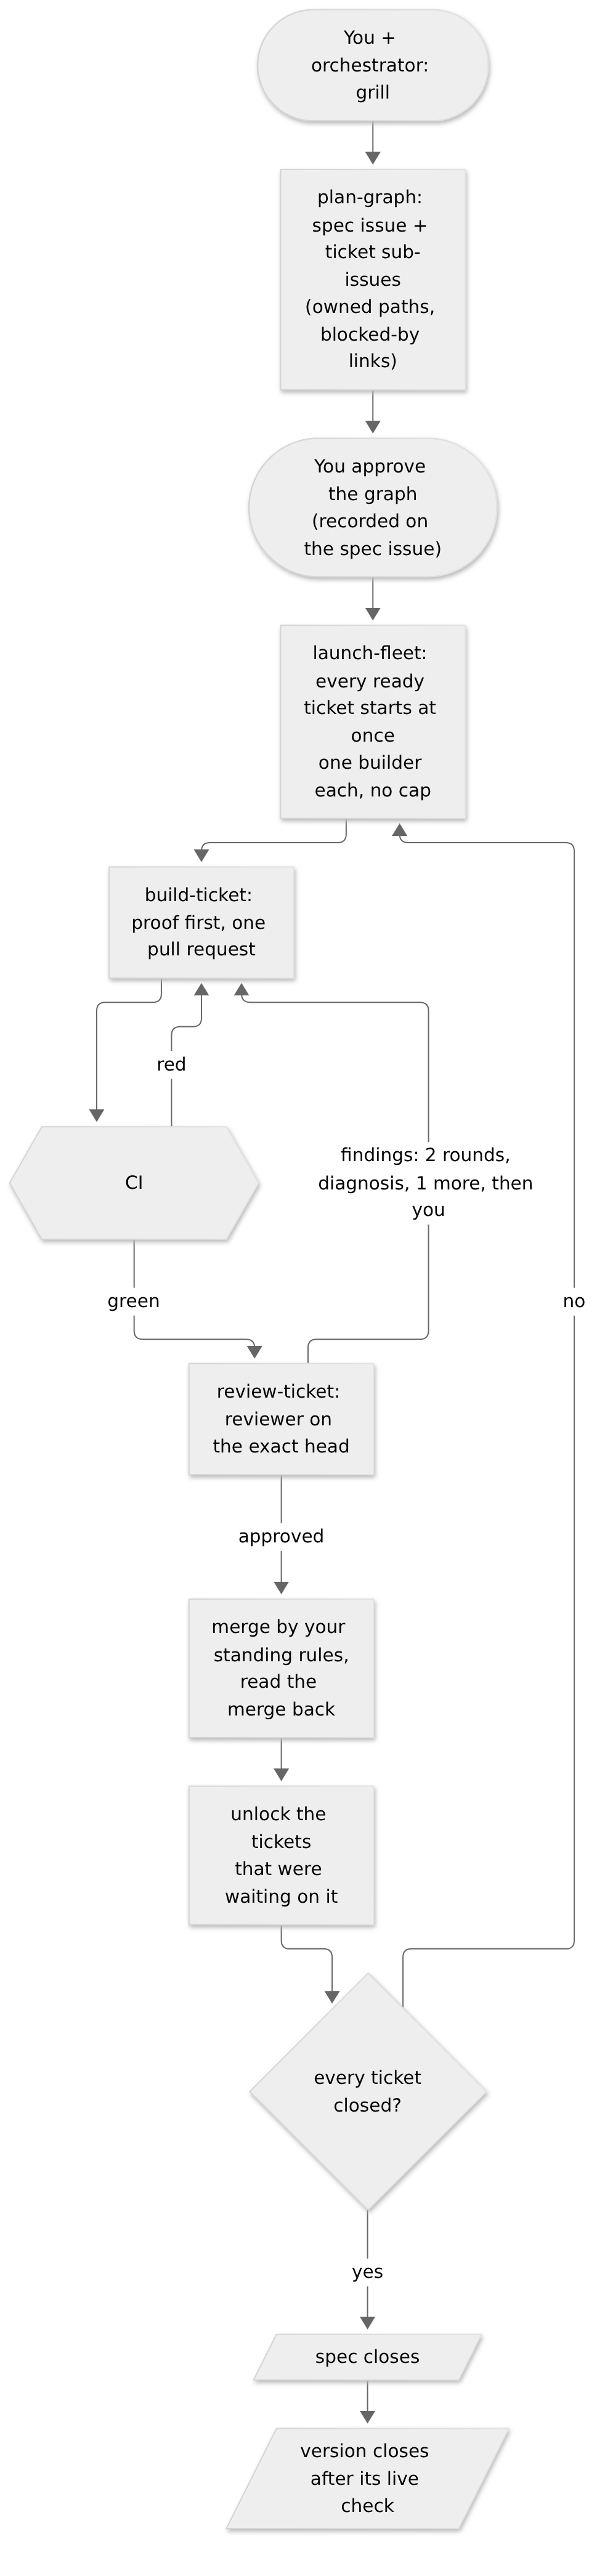 You +
orchestrator:
grill
plan-graph:
spec issue +
ticket sub-
issues
(owned paths,
blocked-by
links)
You approve
the graph
(recorded on
the spec issue)
launch-fleet:
every ready
ticket starts at
once
one builder
each, no cap
build-ticket:
proof first, one
pull request
red
CI
findings: 2 rounds,
diagnosis, 1 more, then
you
green
no
review-ticket:
reviewer on
the exact head
approved
merge by your
standing rules,
read the
merge back
unlock the
tickets
that were
waiting on it
every ticket
closed?
yes
spec closes
version closes
after its live
check